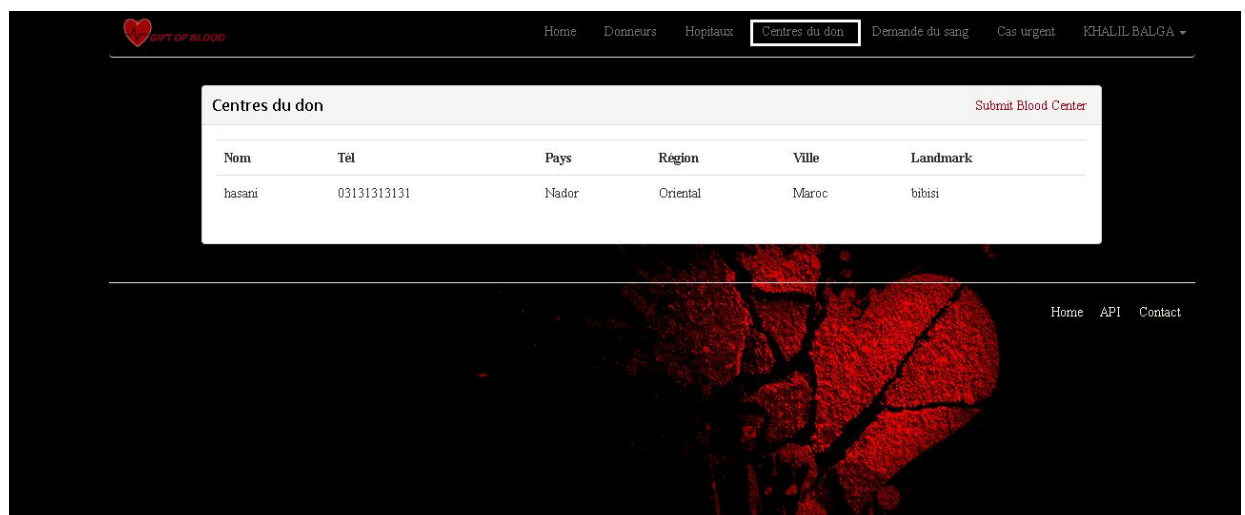 GIFT OF BLOOD Home Donneurs Hopitaux Centres du don Demande du sang Cas urgent KHALIL BALGA
Centres du don Submit Blood Center
Nom Tél Pays Région Ville Landmark
hasani 03131313131 Nador Oriental Maroc bibisi
Home API Contact